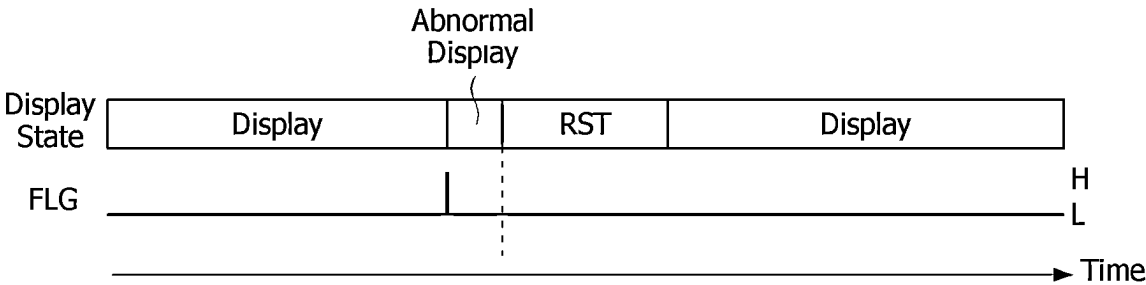 Abnormal
Display
Display
State
Display
RST
Display
FLG
H
L
Time